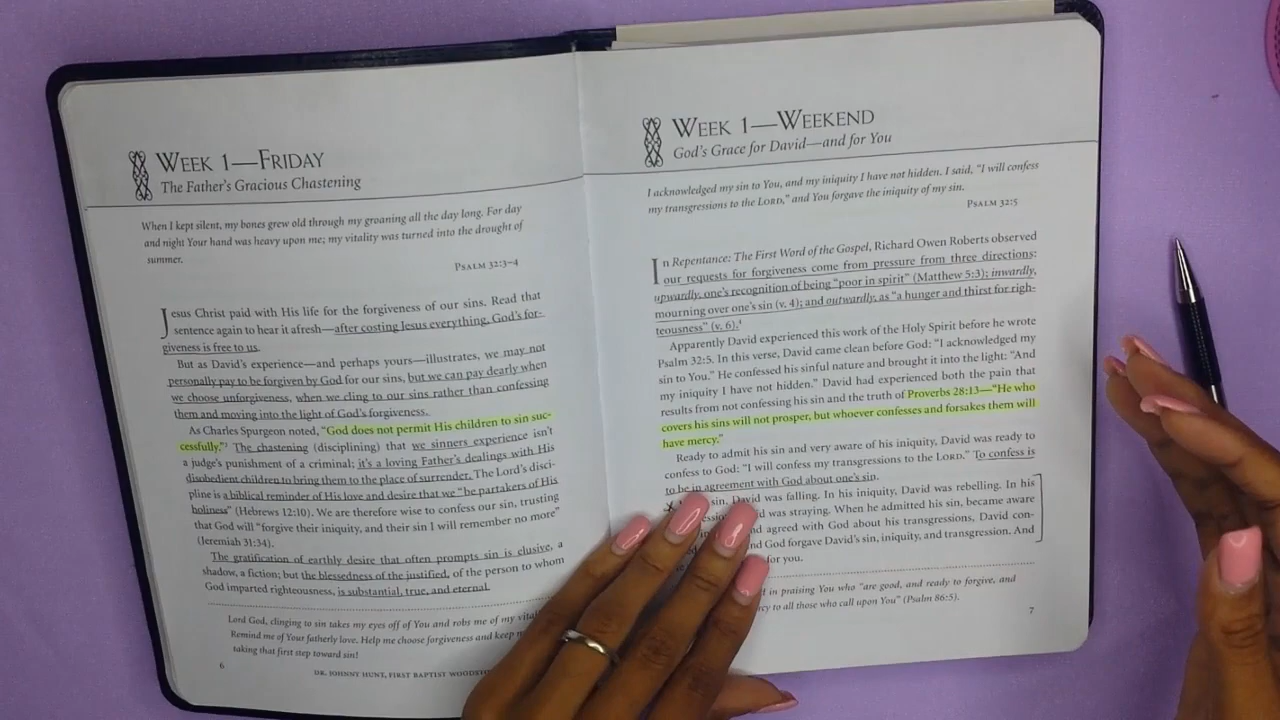 WEEK 1—FRIDAY
The Father's Gracious Chastening
When I kept silent, my bones grew old through my groaning all the day long. For day
and night Your hand was heavy upon me; my vitality was turned into the drought of
summer.
PSALM 32:3–4
Jesus Christ paid with His life for the forgiveness of our sins. Read that
sentence again to hear it afresh—after costing Jesus everything, God's for-
giveness is free to us.
But as David's experience—and perhaps yours—illustrates, we may not
personally pay to be forgiven by God for our sins, but we can pay dearly when
we choose unforgiveness, when we cling to our sins rather than confessing
them and moving into the light of God's forgiveness.
As Charles Spurgeon noted, "God does not permit His children to sin suc-
cessfully."³ The chastening (disciplining) that we sinners experience isn't
a judge's punishment of a criminal; it's a loving Father's dealings with His
disobedient children to bring them to the place of surrender. The Lord's disci-
pline is a biblical reminder of His love and desire that we "be partakers of His
holiness" (Hebrews 12:10). We are therefore wise to confess our sin, trusting
that God will "forgive their iniquity, and their sin I will remember no more"
(Jeremiah 31:34).
The gratification of earthly desire that often prompts sin is elusive, a
shadow, a fiction; but the blessedness of the justified, of the person to whom
God imparted righteousness, is substantial, true, and eternal.
Lord God, clinging to sin takes my eyes off of You and robs me of my
Remind me of Your fatherly love. Help me choose forgiveness and keep
taking that first step toward sin!
6
DR. JOHNNY HUNT, FIRST BAPTIST
WEEK 1—WEEKEND
God's Grace for David—and for You
I acknowledged my sin to You, and my iniquity I have not hidden. I said, "I will confess
my transgressions to the LORD," and You forgave the iniquity of my sin.
PSALM 32:5
In Repentance: The First Word of the Gospel, Richard Owen Roberts observed
our requests for forgiveness come from pressure from three directions:
upwardly, one's recognition of being "poor in spirit" (Matthew 5:3); inwardly,
mourning over one's sin (v. 4); and outwardly, as "a hunger and thirst for righ-
teousness" (v. 6).⁴
Apparently David experienced this work of the Holy Spirit before he wrote
Psalm 32:5. In this verse, David came clean before God: "I acknowledged my
sin to You." He confessed his sinful nature and brought it into the light: "And
my iniquity I have not hidden." David had experienced both the pain that
results from not confessing his sin and the truth of Proverbs 28:13—"He who
covers his sins will not prosper, but whoever confesses and forsakes them will
have mercy."
Ready to admit his sin and very aware of his iniquity, David was ready to
confess to God: "I will confess my transgressions to the LORD." To confess is
to be in agreement with God about one's sin.
sin, David was falling. In his iniquity, David was rebelling. In his
was straying. When he admitted his sin, became aware
and agreed with God about his transgressions, David con-
nd God forgave David's sin, iniquity, and transgression. And
for you.
in praising You who "are good, and ready to forgive, and
to all those who call upon You" (Psalm 86:5).
7